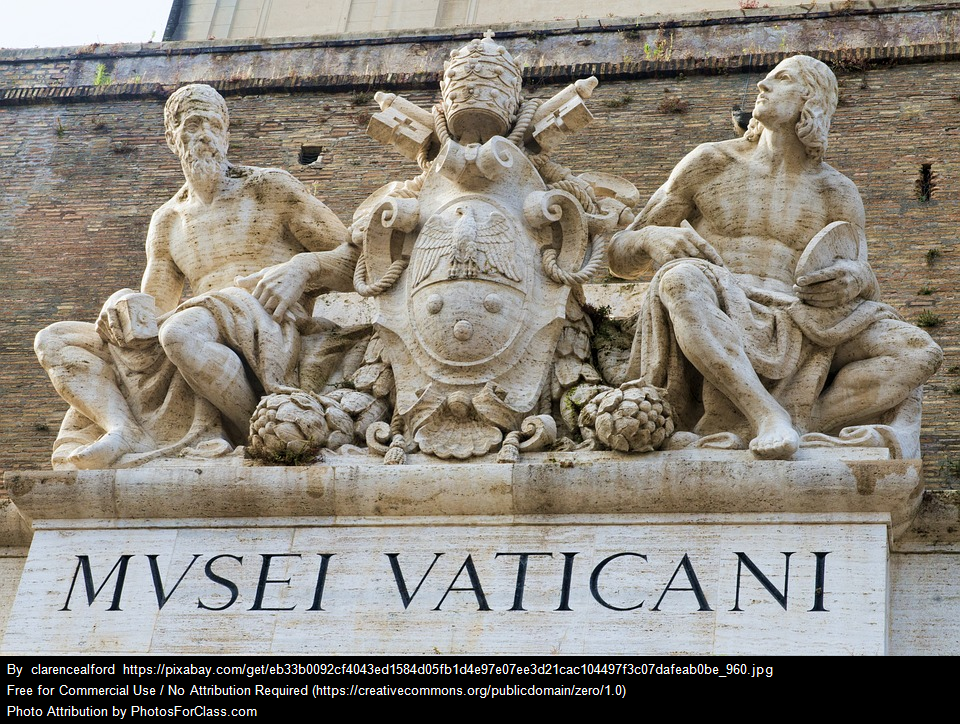 MVSEI VATICANI
By clarencealford https://pixabay.com/get/eb33b0092cf4043ed1584d05fb1d4e97e07ee3d21cac104497f3c07dafeab0be_960.jpg
Free for Commercial Use / No Attribution Required (https://creativecommons.org/publicdomain/zero/1.0)
Photo Attribution by PhotosForClass.com